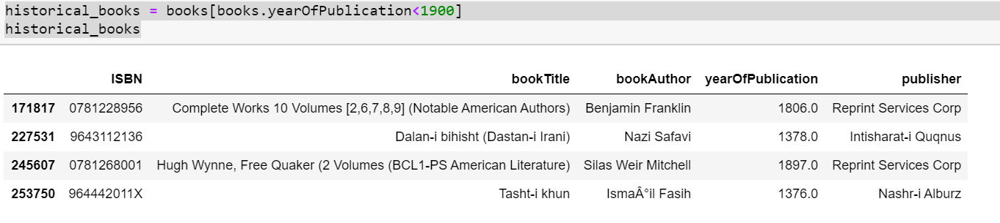 historical_books = books[books.yearOfPublication<1900]
historical_books
ISBN bookTitle bookAuthor yearOfPublication publisher
171817 0781228956 Complete Works 10 Volumes [2,6,7,8,9] (Notable American Authors) Benjamin Franklin 1806.0 Reprint Services Corp
227531 9643112136 Dalan-i bihisht (Dastan-i Irani) Nazi Safavi 1378.0 Intisharat-i Quqnus
245607 0781268001 Hugh Wynne, Free Quaker (2 Volumes (BCL1-PS American Literature) Silas Weir Mitchell 1897.0 Reprint Services Corp
253750 964442011X Tasht-i khun IsmaÂ°il Fasih 1376.0 Nashr-i Alburz